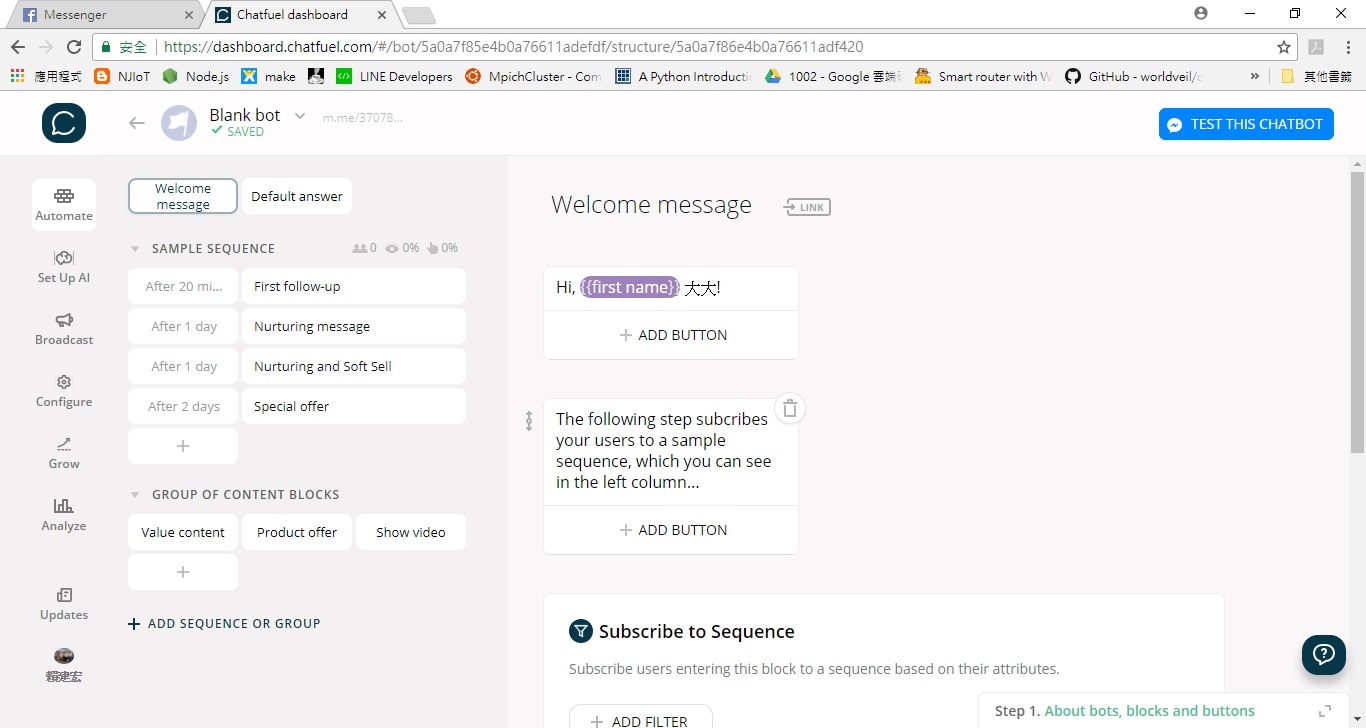 Messenger
Chatfuel dashboard
安全 https://dashboard.chatfuel.com/#/bot/5a0a7f85e4b0a76611adefdf/structure/5a0a7f86e4b0a76611adf420
應用程式 NJIoT Node.js make LINE Developers MpichCluster - Com A Python Introductic 1002 - Google 雲端 Smart router with W GitHub - worldveil/d » 其他書籤
Blank bot m.me/37078...
SAVED
TEST THIS CHATBOT
Automate
Set Up AI
Broadcast
Configure
Grow
Analyze
Updates
賴建宏
Welcome
message
Default answer
SAMPLE SEQUENCE 0 0% 0%
After 20 mi... First follow-up
After 1 day Nurturing message
After 1 day Nurturing and Soft Sell
After 2 days Special offer
+
GROUP OF CONTENT BLOCKS
Value content Product offer Show video
+
+ ADD SEQUENCE OR GROUP
Welcome message LINK
Hi, {{first name}} 大大!
+ ADD BUTTON
The following step subcribes
your users to a sample
sequence, which you can see
in the left column...
+ ADD BUTTON
Subscribe to Sequence
Subscribe users entering this block to a sequence based on their attributes.
+ ADD FILTER
Step 1. About bots, blocks and buttons